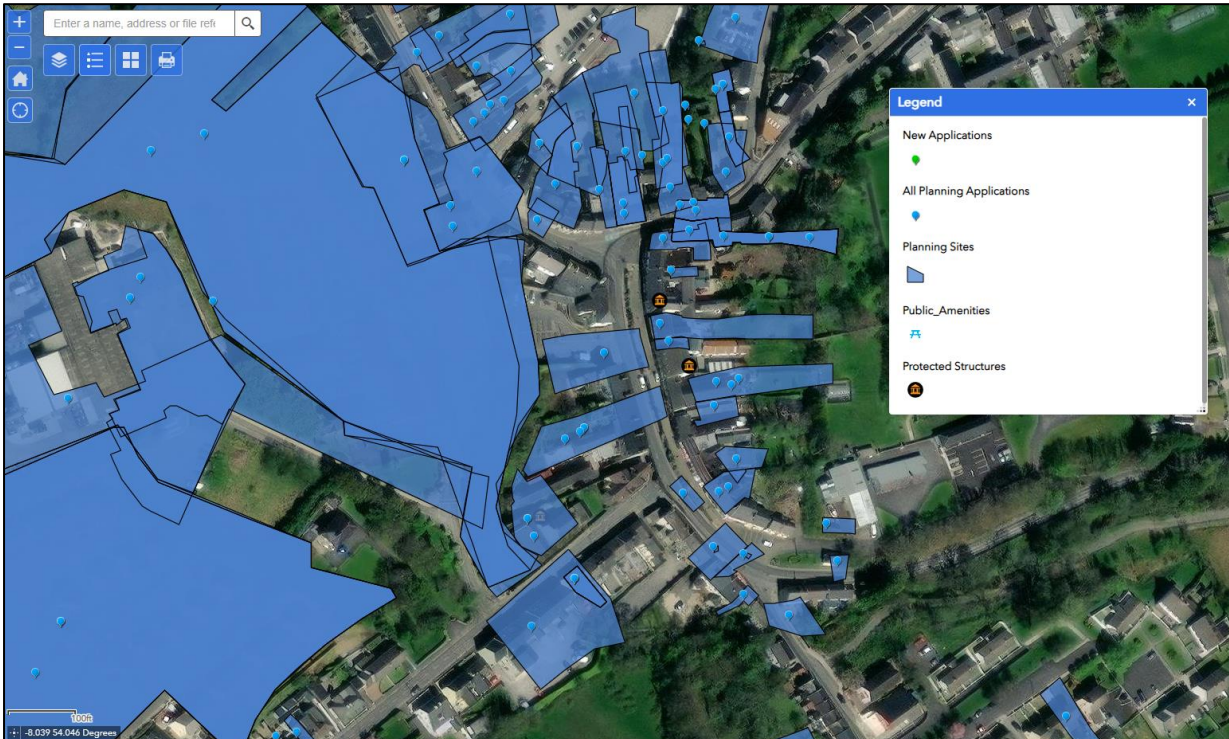 +
Enter a name, address or file refe
−
Legend
×
New Applications
All Planning Applications
Planning Sites
Public_Amenities
Protected Structures
100ft
-8.039 54.046 Degrees